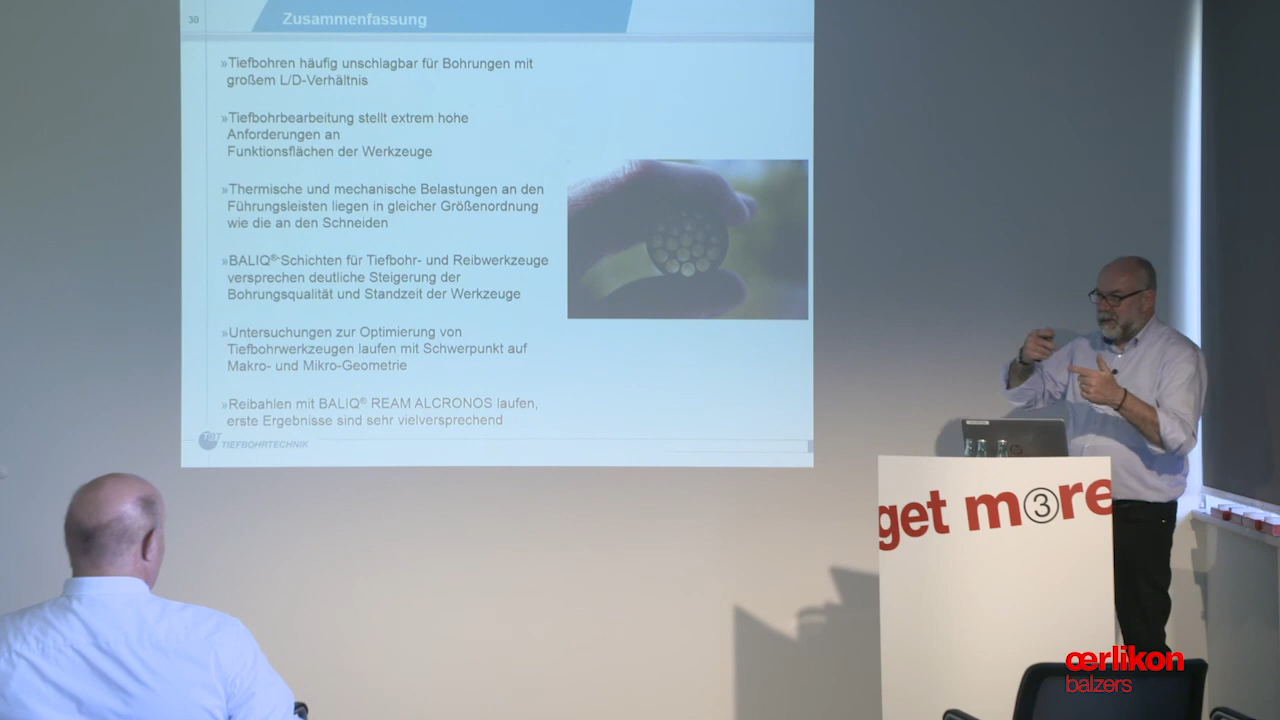 30
Zusammenfassung
»Tiefbohren häufig unschlagbar für Bohrungen mit
großem L/D-Verhältnis
»Tiefbohrbearbeitung stellt extrem hohe
Anforderungen an
Funktionsflächen der Werkzeuge
»Thermische und mechanische Belastungen an den
Führungsleisten liegen in gleicher Größenordnung
wie die an den Schneiden
»BALIQ®-Schichten für Tiefbohr- und Reibwerkzeuge
versprechen deutliche Steigerung der
Bohrungsqualität und Standzeit der Werkzeuge
»Untersuchungen zur Optimierung von
Tiefbohrwerkzeugen laufen mit Schwerpunkt auf
Makro- und Mikro-Geometrie
»Reibahlen mit BALIQ® REAM ALCRONOS laufen,
erste Ergebnisse sind sehr vielversprechend
TIEFBOHRTECHNIK
get m③re
œrlikon
balzers